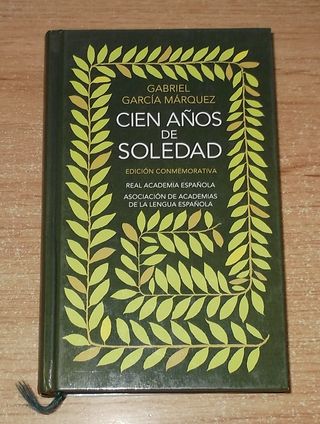 GABRIEL
GARCÍA MÁRQUEZ
CIEN AÑOS
DE
SOLEDAD
EDICIÓN CONMEMORATIVA
REAL ACADEMIA ESPAÑOLA
ASOCIACIÓN DE ACADEMIAS
DE LA LENGUA ESPAÑOLA